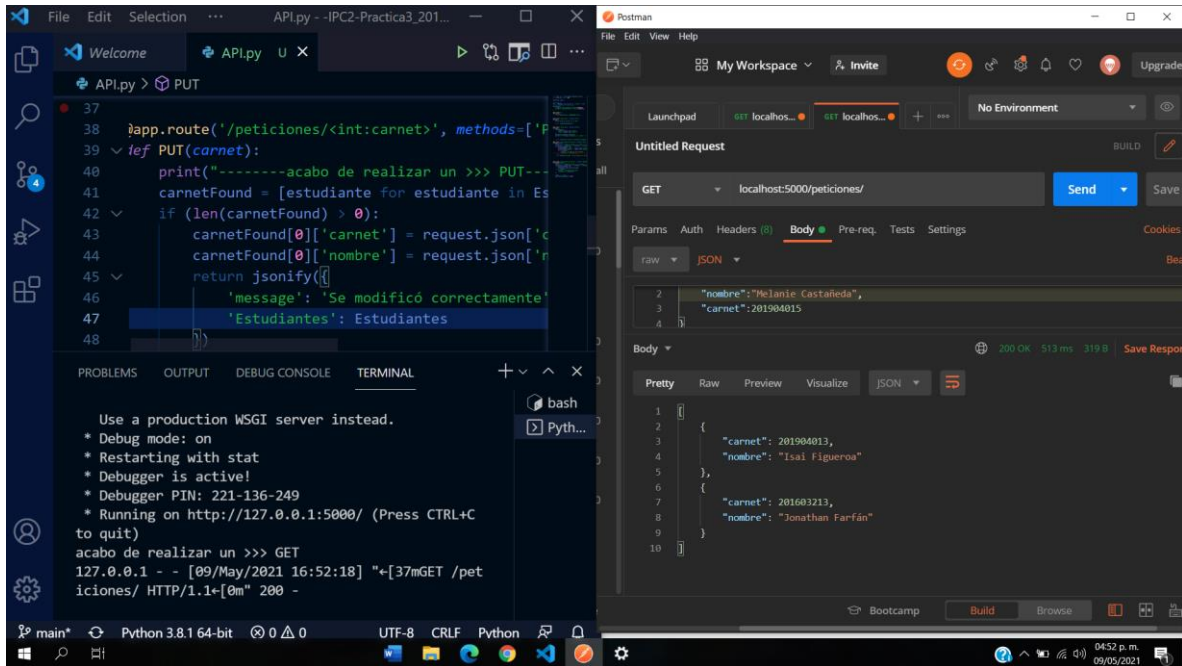 File Edit Selection ··· API.py - -IPC2-Practica3_201...
Welcome API.py U
API.py > PUT
37
38 @app.route('/peticiones/<int:carnet>', methods=['P
39 def PUT(carnet):
40 print("--------acabo de realizar un >>> PUT---
41 carnetFound = [estudiante for estudiante in Es
42 if (len(carnetFound) > 0):
43 carnetFound[0]['carnet'] = request.json['c
44 carnetFound[0]['nombre'] = request.json['n
45 return jsonify({
46 'message': 'Se modificó correctamente'
47 'Estudiantes': Estudiantes
48 })
4
PROBLEMS OUTPUT DEBUG CONSOLE TERMINAL
bash
Pyth...
Use a production WSGI server instead.
* Debug mode: on
* Restarting with stat
* Debugger is active!
* Debugger PIN: 221-136-249
* Running on http://127.0.0.1:5000/ (Press CTRL+C
to quit)
acabo de realizar un >>> GET
127.0.0.1 - - [09/May/2021 16:52:18] "←[37mGET /pet
iciones/ HTTP/1.1←[0m" 200 -
main* Python 3.8.1 64-bit 0 0 UTF-8 CRLF Python
Postman
File Edit View Help
My Workspace Invite Upgrade
Launchpad GET localhos... GET localhos... No Environment
Untitled Request BUILD
GET localhost:5000/peticiones/ Send Save
Params Auth Headers (8) Body Pre-req. Tests Settings Cookies
raw JSON Bea
2 "nombre":"Melanie Castañeda",
3 "carnet":201904015
4 }
Body 200 OK 513 ms 319 B Save Respon
Pretty Raw Preview Visualize JSON
1 [
2 {
3 "carnet": 201904013,
4 "nombre": "Isai Figueroa"
5 },
6 {
7 "carnet": 201603213,
8 "nombre": "Jonathan Farfán"
9 }
10 ]
Bootcamp Build Browse
04:52 p. m.
09/05/2021